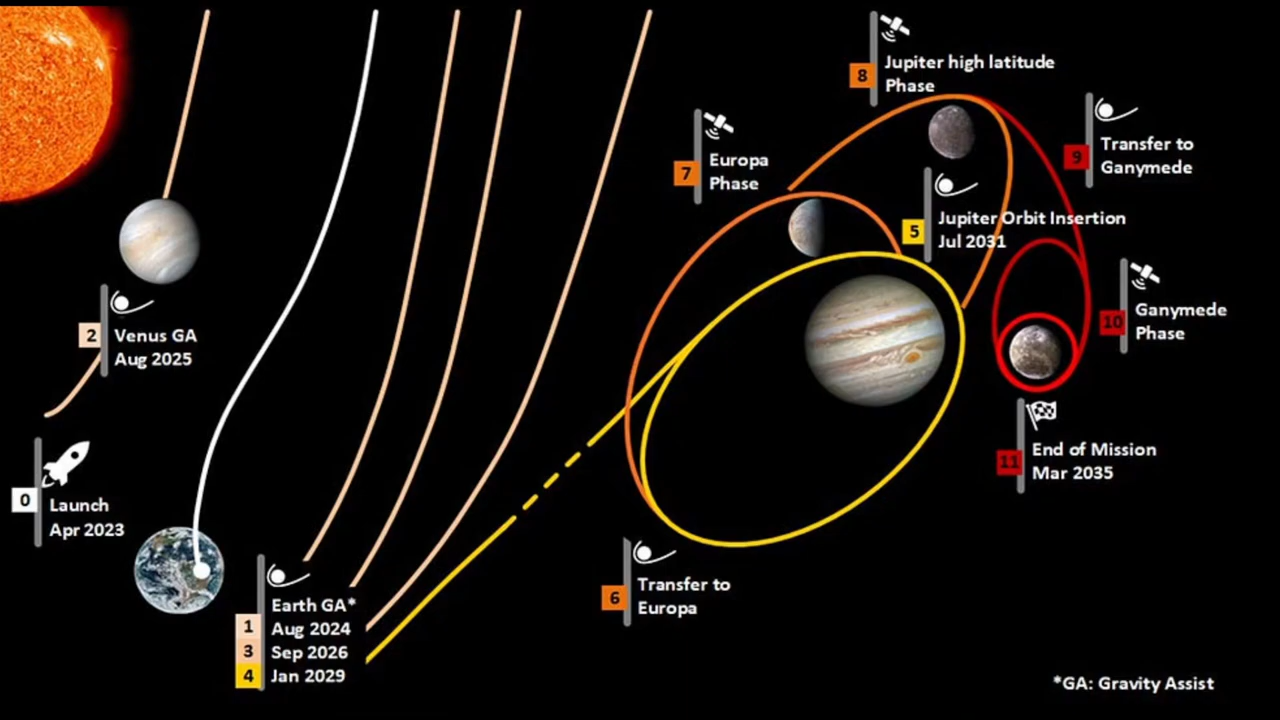 8
Jupiter high latitude
Phase
7
Europa
Phase
9
Transfer to
Ganymede
5
Jupiter Orbit Insertion
Jul 2031
2
Venus GA
Aug 2025
10
Ganymede
Phase
0
Launch
Apr 2023
11
End of Mission
Mar 2035
Earth GA*
1 Aug 2024
3 Sep 2026
4 Jan 2029
6
Transfer to
Europa
*GA: Gravity Assist